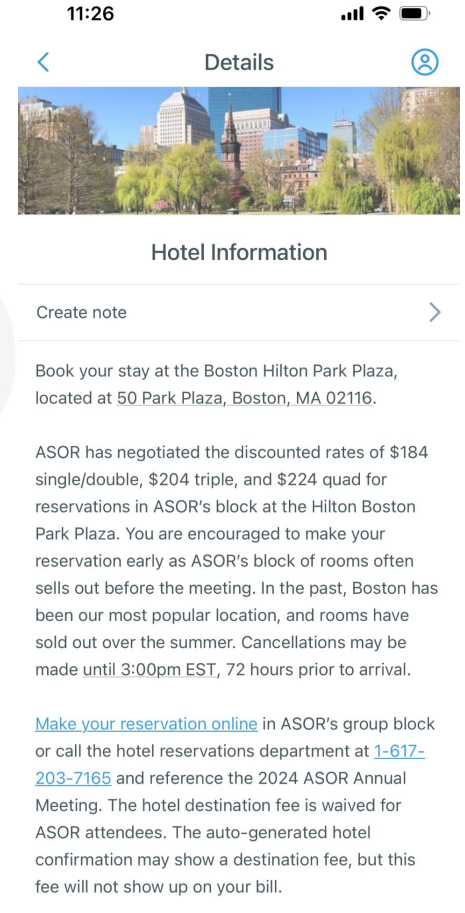 11:26
Details
Hotel Information
Create note
Book your stay at the Boston Hilton Park Plaza,
located at 50 Park Plaza, Boston, MA 02116.
ASOR has negotiated the discounted rates of $184
single/double, $204 triple, and $224 quad for
reservations in ASOR’s block at the Hilton Boston
Park Plaza. You are encouraged to make your
reservation early as ASOR’s block of rooms often
sells out before the meeting. In the past, Boston has
been our most popular location, and rooms have
sold out over the summer. Cancellations may be
made until 3:00pm EST, 72 hours prior to arrival.
Make your reservation online in ASOR’s group block
or call the hotel reservations department at 1-617-
203-7165 and reference the 2024 ASOR Annual
Meeting. The hotel destination fee is waived for
ASOR attendees. The auto-generated hotel
confirmation may show a destination fee, but this
fee will not show up on your bill.